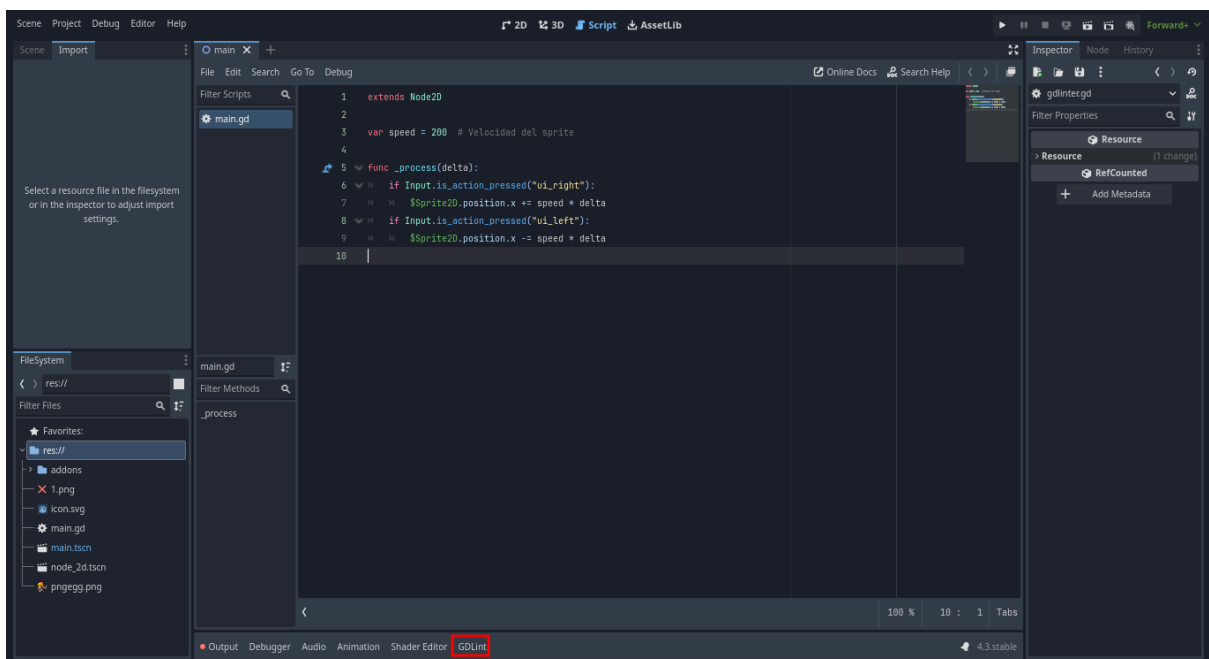 Scene Project Debug Editor Help
2D 3D Script AssetLib
Forward+
Scene Import
main
Inspector Node History
File Edit Search Go To Debug
Online Docs Search Help
Filter Scripts
main.gd
gdlinter.gd
Filter Properties
Resource
Resource (1 change)
RefCounted
Add Metadata
1 extends Node2D
2
3 var speed = 200 # Velocidad del sprite
4
5 func _process(delta):
6 if Input.is_action_pressed("ui_right"):
7 $Sprite2D.position.x += speed * delta
8 if Input.is_action_pressed("ui_left"):
9 $Sprite2D.position.x -= speed * delta
10
Select a resource file in the filesystem
or in the inspector to adjust import
settings.
FileSystem
res://
Filter Files
Favorites:
res://
addons
1.png
icon.svg
main.gd
main.tscn
node_2d.tscn
pngegg.png
main.gd
Filter Methods
_process
100 % 10 : 1 Tabs
Output Debugger Audio Animation Shader Editor GDLint
4.3.stable